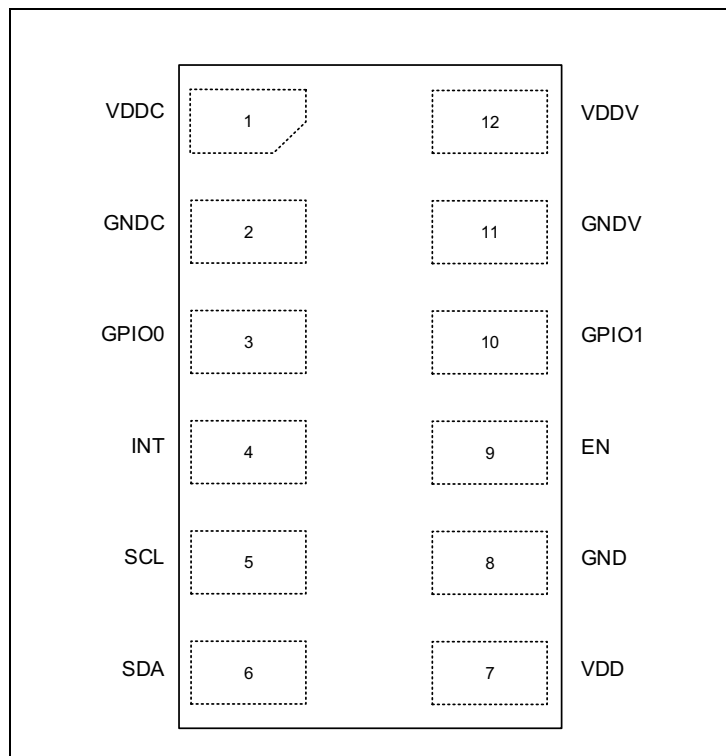 VDDC 1 12 VDDV
GNDC 2 11 GNDV
GPIO0 3 10 GPIO1
INT 4 9 EN
SCL 5 8 GND
SDA 6 7 VDD